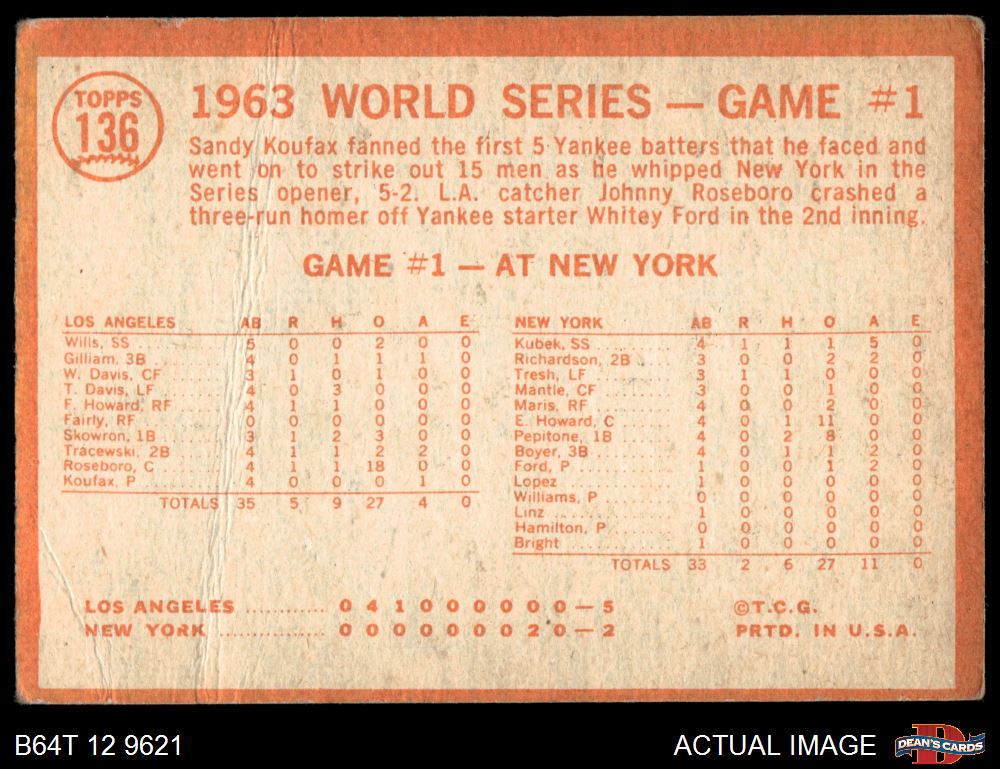 TOPPS
136
1963 WORLD SERIES — GAME #1
Sandy Koufax fanned the first 5 Yankee batters that he faced and
went on to strike out 15 men as he whipped New York in the
Series opener, 5-2. L.A. catcher Johnny Roseboro crashed a
three-run homer off Yankee starter Whitey Ford in the 2nd inning.
GAME #1 — AT NEW YORK
LOS ANGELES AB R H O A E
Wills, SS 5 0 0 2 0 0
Gilliam, 3B 4 0 1 1 1 0
W. Davis, CF 3 1 0 1 0 0
T. Davis, LF 4 0 3 0 0 0
F. Howard, RF 4 1 1 0 0 0
Fairly, RF 0 0 0 0 0 0
Skowron, 1B 3 1 2 3 0 0
Tracewski, 2B 4 1 1 2 2 0
Roseboro, C 4 1 1 18 0 0
Koufax, P 4 0 0 0 1 0
TOTALS 35 5 9 27 4 0
NEW YORK AB R H O A E
Kubek, SS 4 1 1 1 5 0
Richardson, 2B 3 0 0 2 2 0
Tresh, LF 3 1 1 0 0 0
Mantle, CF 3 0 0 1 0 0
Maris, RF 4 0 0 2 0 0
E. Howard, C 4 0 1 11 0 0
Pepitone, 1B 4 0 2 8 0 0
Boyer, 3B 4 0 1 1 2 0
Ford, P 1 0 0 1 2 0
Lopez 1 0 0 0 0 0
Williams, P 0 0 0 0 0 0
Linz 1 0 0 0 0 0
Hamilton, P 0 0 0 0 0 0
Bright 1 0 0 0 0 0
TOTALS 33 2 6 27 11 0
LOS ANGELES ........... 0 4 1 0 0 0 0 0 0 — 5
NEW YORK .............. 0 0 0 0 0 0 0 2 0 — 2
©T.C.G.
PRTD. IN U.S.A.
B64T 12 9621
ACTUAL IMAGE
DEAN'S CARDS